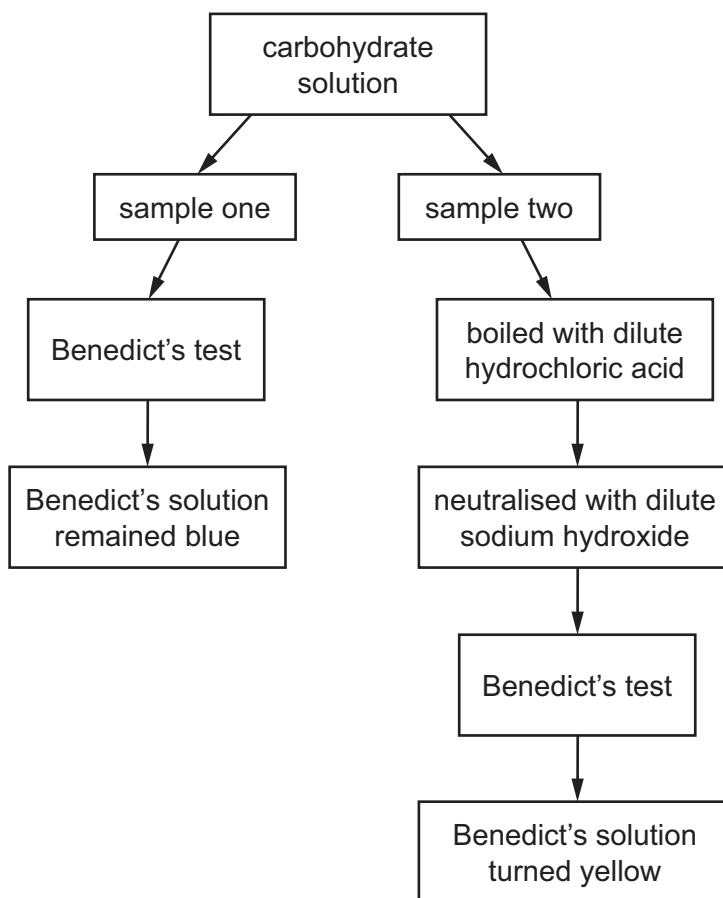 carbohydrate
solution
sample one
sample two
Benedict's test
boiled with dilute
hydrochloric acid
Benedict's solution
remained blue
neutralised with dilute
sodium hydroxide
Benedict's test
Benedict's solution
turned yellow